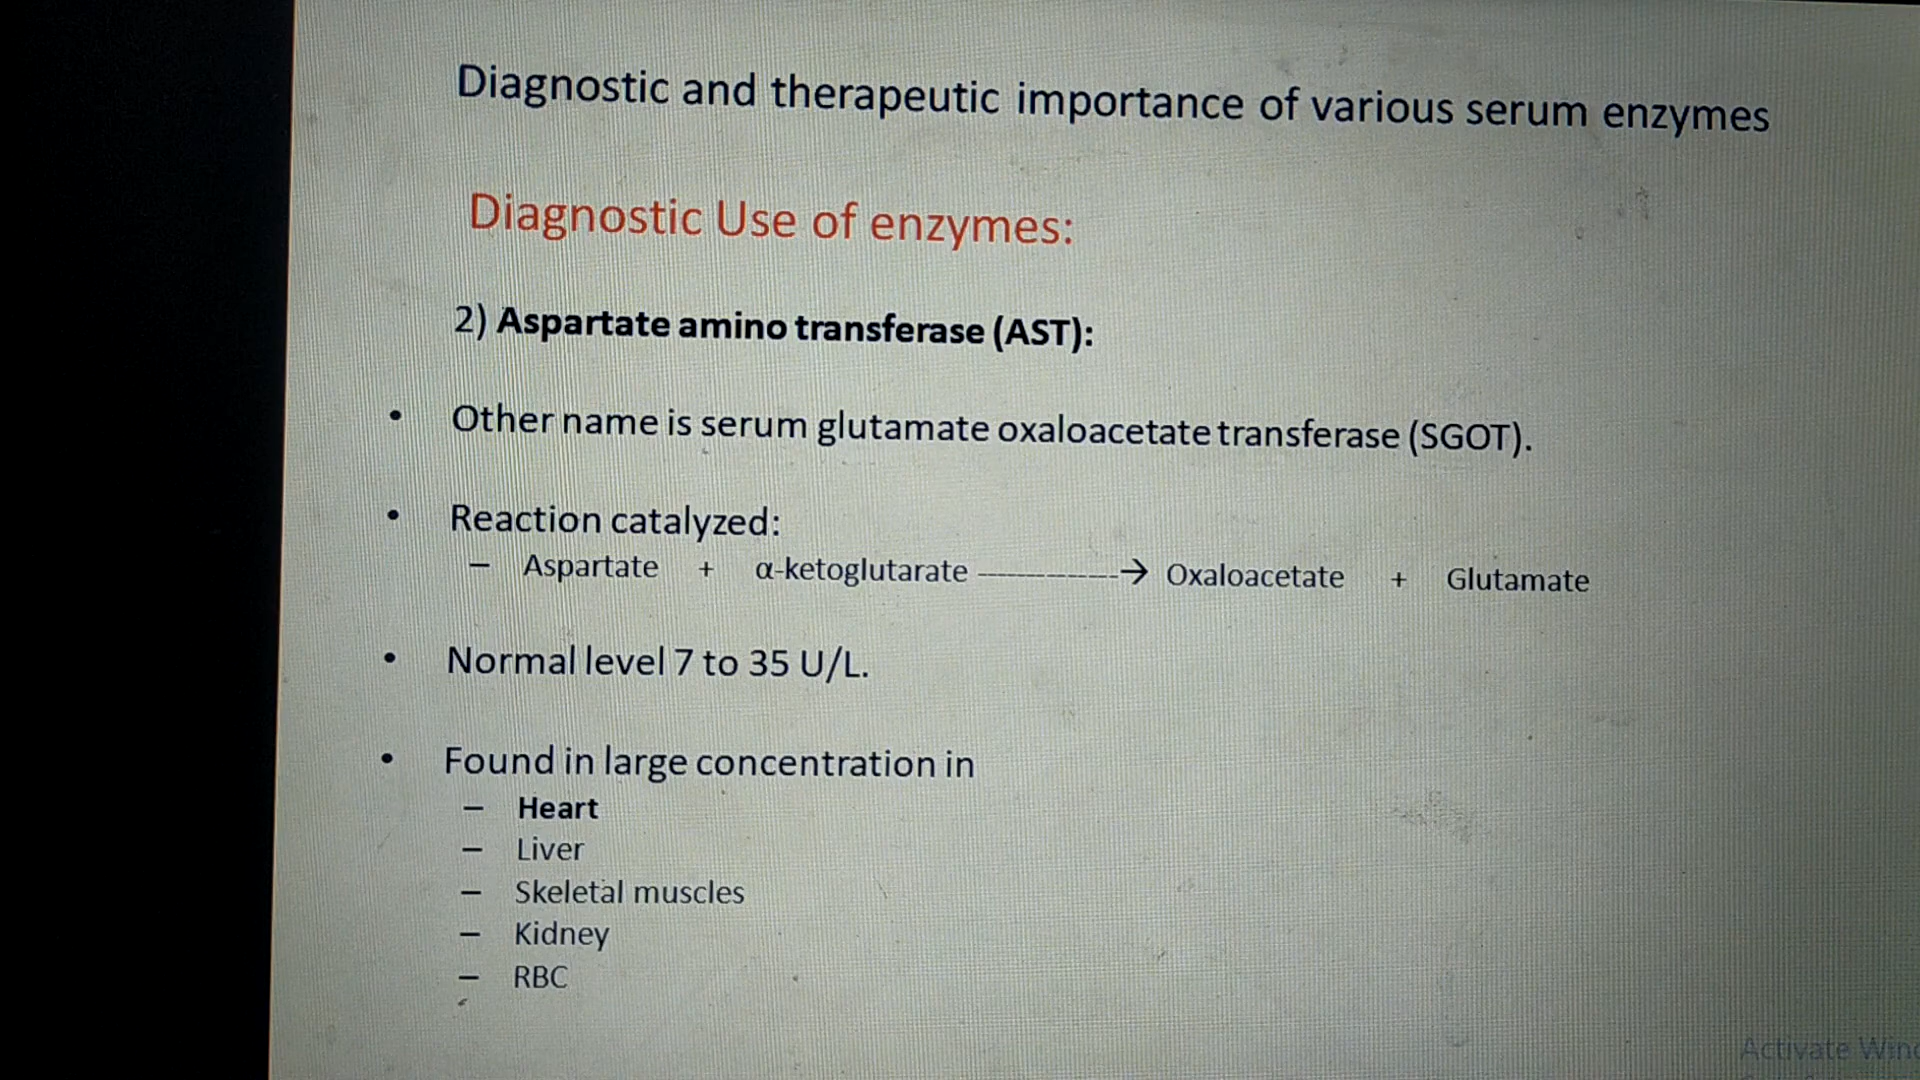 Diagnostic and therapeutic importance of various serum enzymes
Diagnostic Use of enzymes:
2) Aspartate amino transferase (AST):
• Other name is serum glutamate oxaloacetate transferase (SGOT).
• Reaction catalyzed:
– Aspartate + α-ketoglutarate ------------→ Oxaloacetate + Glutamate
• Normal level 7 to 35 U/L.
• Found in large concentration in
– Heart
– Liver
– Skeletal muscles
– Kidney
– RBC
Activate